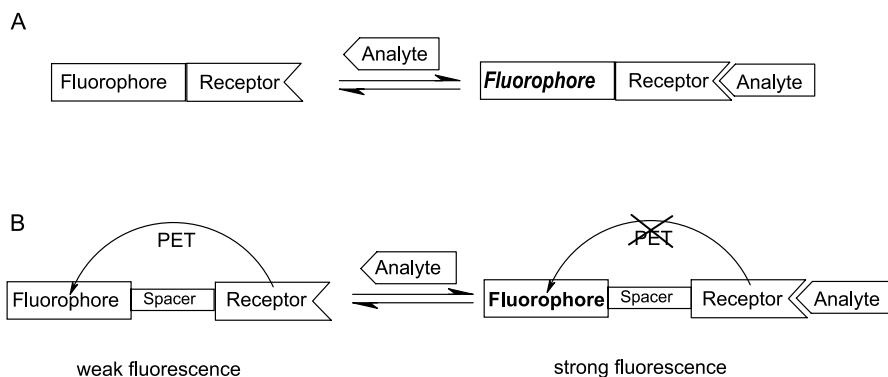 A
Analyte
Fluorophore Receptor
Fluorophore Receptor Analyte
B
PET
PET
Analyte
Fluorophore Spacer Receptor
Fluorophore Spacer Receptor Analyte
weak fluorescence
strong fluorescence